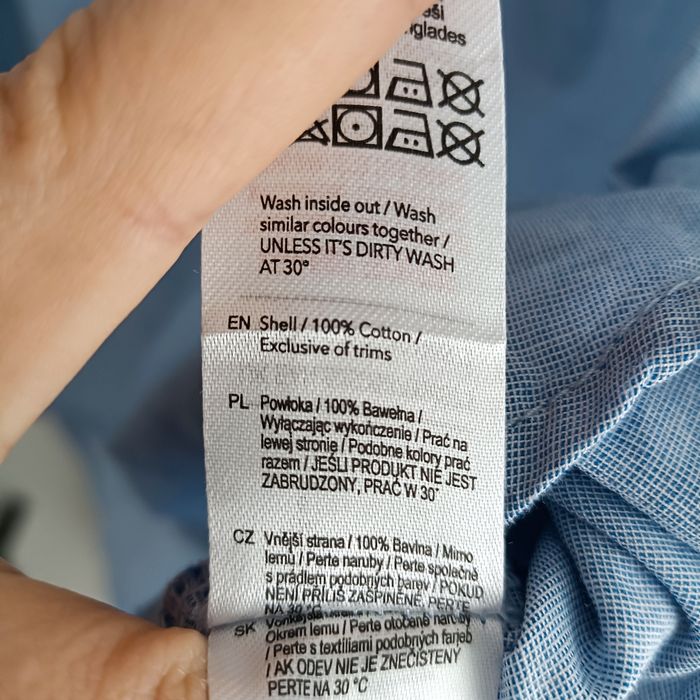 glades
Wash inside out / Wash
similar colours together /
UNLESS IT'S DIRTY WASH
AT 30°
EN Shell / 100% Cotton /
Exclusive of trims
PL Powłoka / 100% Bawełna /
Wyłączając wykończenie / Prać na
lewej stronie / Podobne kolory prać
razem / JEŚLI PRODUKT NIE JEST
ZABRUDZONY, PRAĆ W 30°
CZ Vnější strana / 100% Bavlna / Mimo
lemů / Perte naruby / Perte společně
s prádlem podobných barev / POKUD
NENÍ PŘÍLIŠ ZAŠPINĚNÉ, PERTE
NA 30 °C
SK
Okrem lemu / Perte otočené naruby
/ Perte s textíliami podobných farieb
/ AK ODEV NIE JE ZNEČISTENÝ
PERTE NA 30 °C